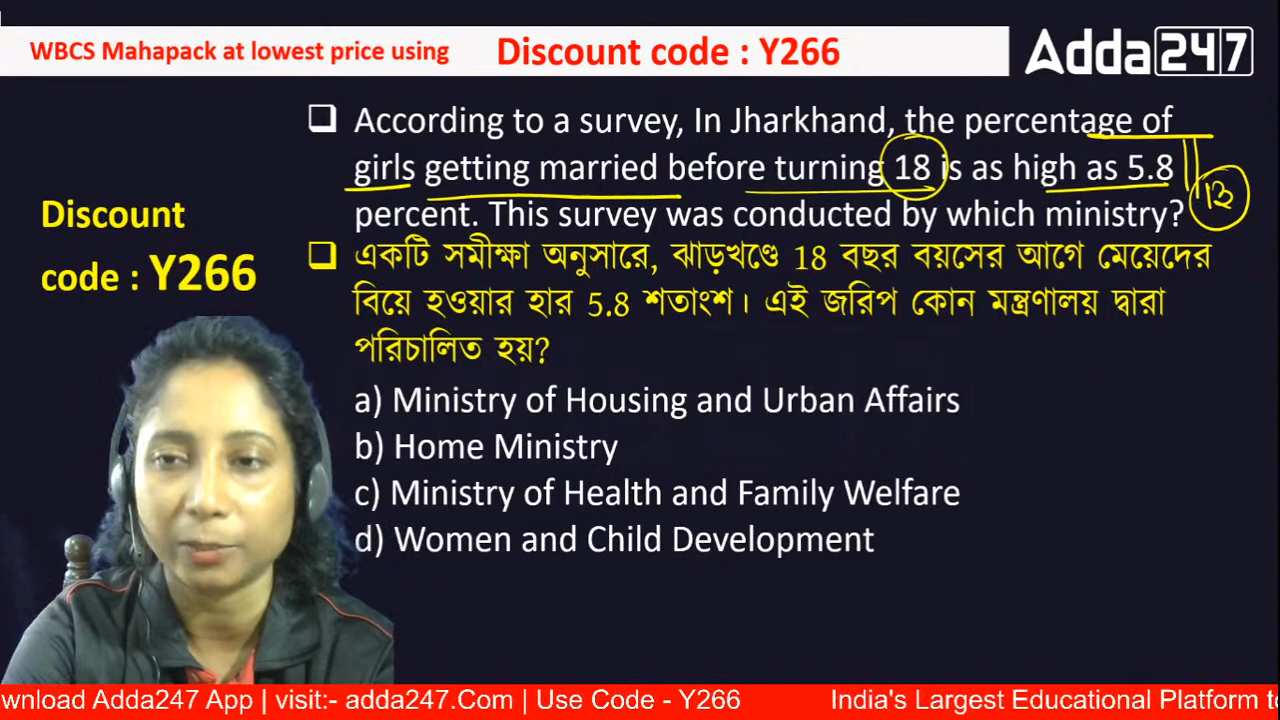 WBCS Mahapack at lowest price using
Discount code : Y266
Adda247
According to a survey, In Jharkhand, the percentage of
girls getting married before turning 18 is as high as 5.8
13
percent. This survey was conducted by which ministry?
Discount
code : Y266
একটি সমীক্ষা অনুসারে, ঝাড়খণ্ডে 18 বছর বয়সের আগে মেয়েদের
বিয়ে হওয়ার হার 5.8 শতাংশ। এই জরিপ কোন মন্ত্রণালয় দ্বারা
পরিচালিত হয়?
a) Ministry of Housing and Urban Affairs
b) Home Ministry
c) Ministry of Health and Family Welfare
d) Women and Child Development
wnload Adda247 App | visit:- adda247.Com | Use Code - Y266 India's Largest Educational Platform to